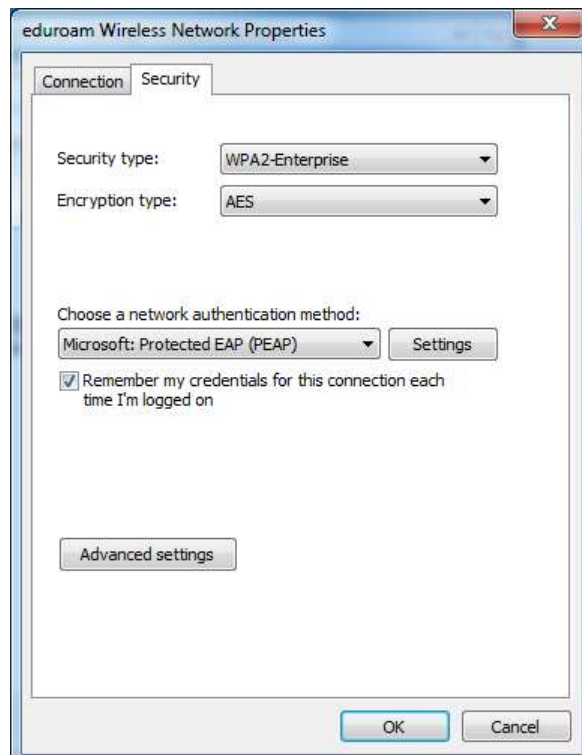 eduroam Wireless Network Properties
Connection Security
Security type: WPA2-Enterprise
Encryption type: AES
Choose a network authentication method:
Microsoft: Protected EAP (PEAP) Settings
Remember my credentials for this connection each
time I'm logged on
Advanced settings
OK Cancel